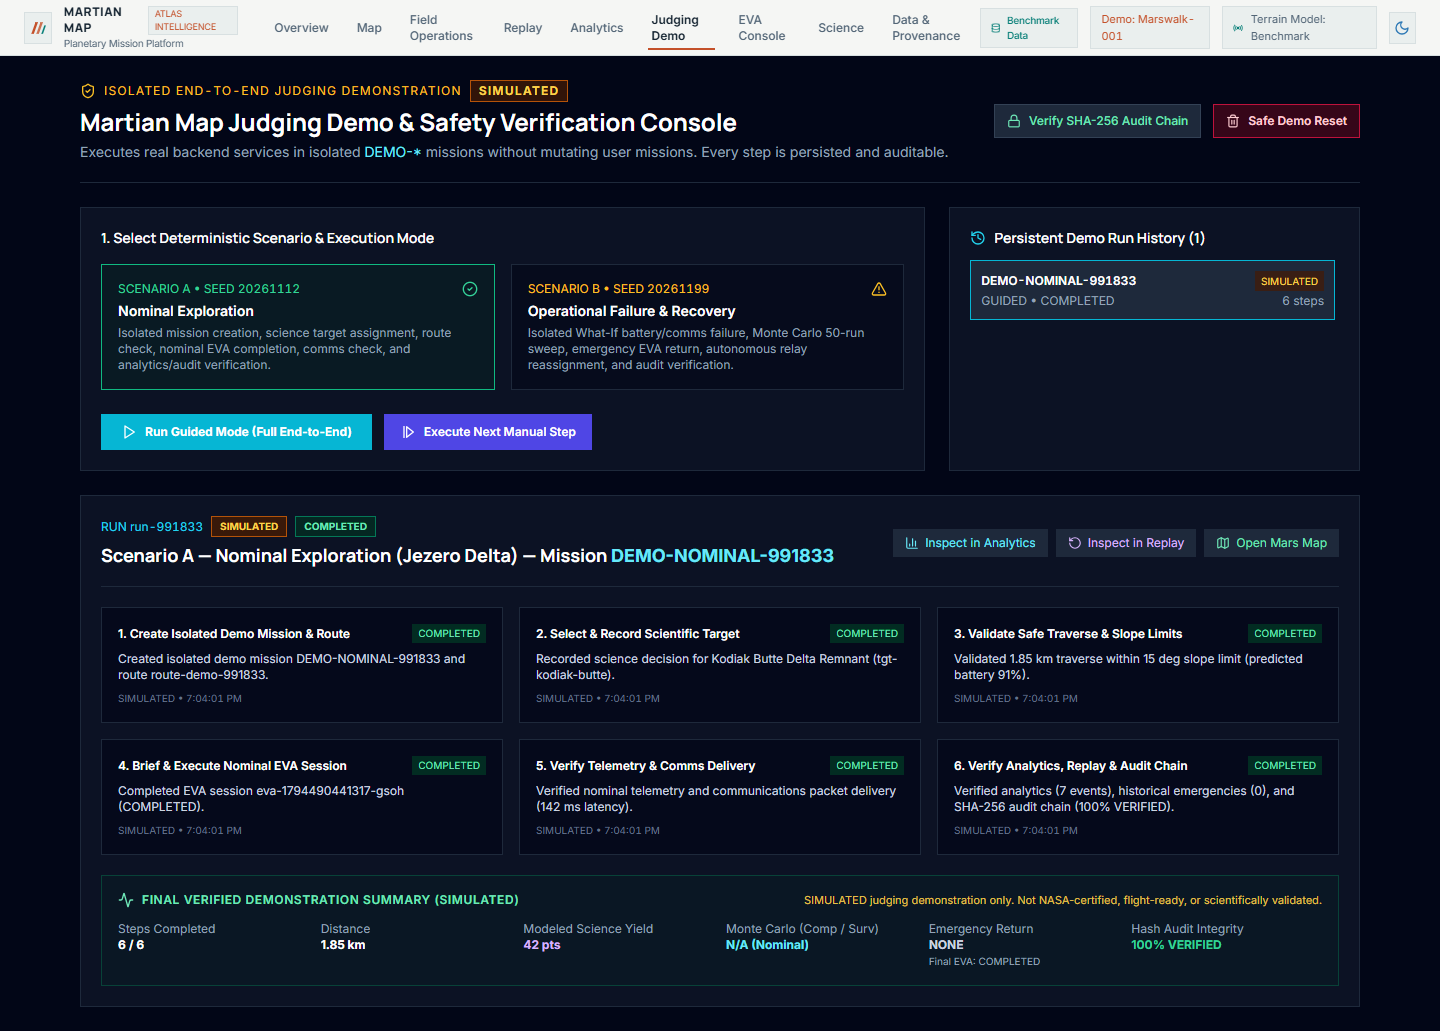 MARTIAN MAP
ATLAS INTELLIGENCE
Planetary Mission Platform
Overview
Map
Field Operations
Replay
Analytics
Judging Demo
EVA Console
Science
Data & Provenance
Benchmark Data
Demo: Marswalk-001
Terrain Model: Benchmark
ISOLATED END-TO-END JUDGING DEMONSTRATION
SIMULATED
Martian Map Judging Demo & Safety Verification Console
Executes real backend services in isolated DEMO-* missions without mutating user missions. Every step is persisted and auditable.
Verify SHA-256 Audit Chain
Safe Demo Reset
1. Select Deterministic Scenario & Execution Mode
SCENARIO A • SEED 20261112
Nominal Exploration
Isolated mission creation, science target assignment, route
check, nominal EVA completion, comms check, and
analytics/audit verification.
SCENARIO B • SEED 20261199
Operational Failure & Recovery
Isolated What-If battery/comms failure, Monte Carlo 50-run
sweep, emergency EVA return, autonomous relay
reassignment, and audit verification.
Run Guided Mode (Full End-to-End)
Execute Next Manual Step
Persistent Demo Run History (1)
DEMO-NOMINAL-991833
SIMULATED
GUIDED • COMPLETED
6 steps
RUN run-991833
SIMULATED
COMPLETED
Scenario A — Nominal Exploration (Jezero Delta) — Mission DEMO-NOMINAL-991833
Inspect in Analytics
Inspect in Replay
Open Mars Map
1. Create Isolated Demo Mission & Route
COMPLETED
Created isolated demo mission DEMO-NOMINAL-991833 and
route route-demo-991833.
SIMULATED • 7:04:01 PM
2. Select & Record Scientific Target
COMPLETED
Recorded science decision for Kodiak Butte Delta Remnant (tgt-
kodiak-butte).
SIMULATED • 7:04:01 PM
3. Validate Safe Traverse & Slope Limits
COMPLETED
Validated 1.85 km traverse within 15 deg slope limit (predicted
battery 91%).
SIMULATED • 7:04:01 PM
4. Brief & Execute Nominal EVA Session
COMPLETED
Completed EVA session eva-1794490441317-gsoh
(COMPLETED).
SIMULATED • 7:04:01 PM
5. Verify Telemetry & Comms Delivery
COMPLETED
Verified nominal telemetry and communications packet delivery
(142 ms latency).
SIMULATED • 7:04:01 PM
6. Verify Analytics, Replay & Audit Chain
COMPLETED
Verified analytics (7 events), historical emergencies (0), and
SHA-256 audit chain (100% VERIFIED).
SIMULATED • 7:04:01 PM
FINAL VERIFIED DEMONSTRATION SUMMARY (SIMULATED)
SIMULATED judging demonstration only. Not NASA-certified, flight-ready, or scientifically validated.
Steps Completed
6 / 6
Distance
1.85 km
Modeled Science Yield
42 pts
Monte Carlo (Comp / Surv)
N/A (Nominal)
Emergency Return
NONE
Final EVA: COMPLETED
Hash Audit Integrity
100% VERIFIED